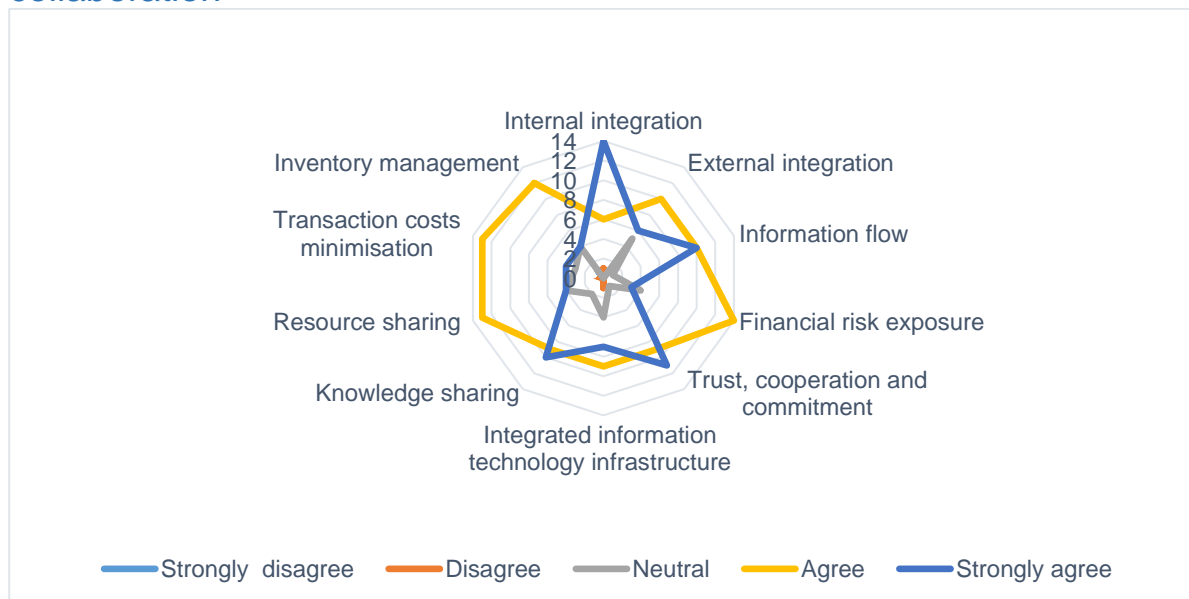 collaboration
Internal integration
14
12
10
8
6
4
2
0
External integration
Information flow
Financial risk exposure
Trust, cooperation and
commitment
Integrated information
technology infrastructure
Knowledge sharing
Resource sharing
Transaction costs
minimisation
Inventory management
Strongly  disagree
Disagree
Neutral
Agree
Strongly agree